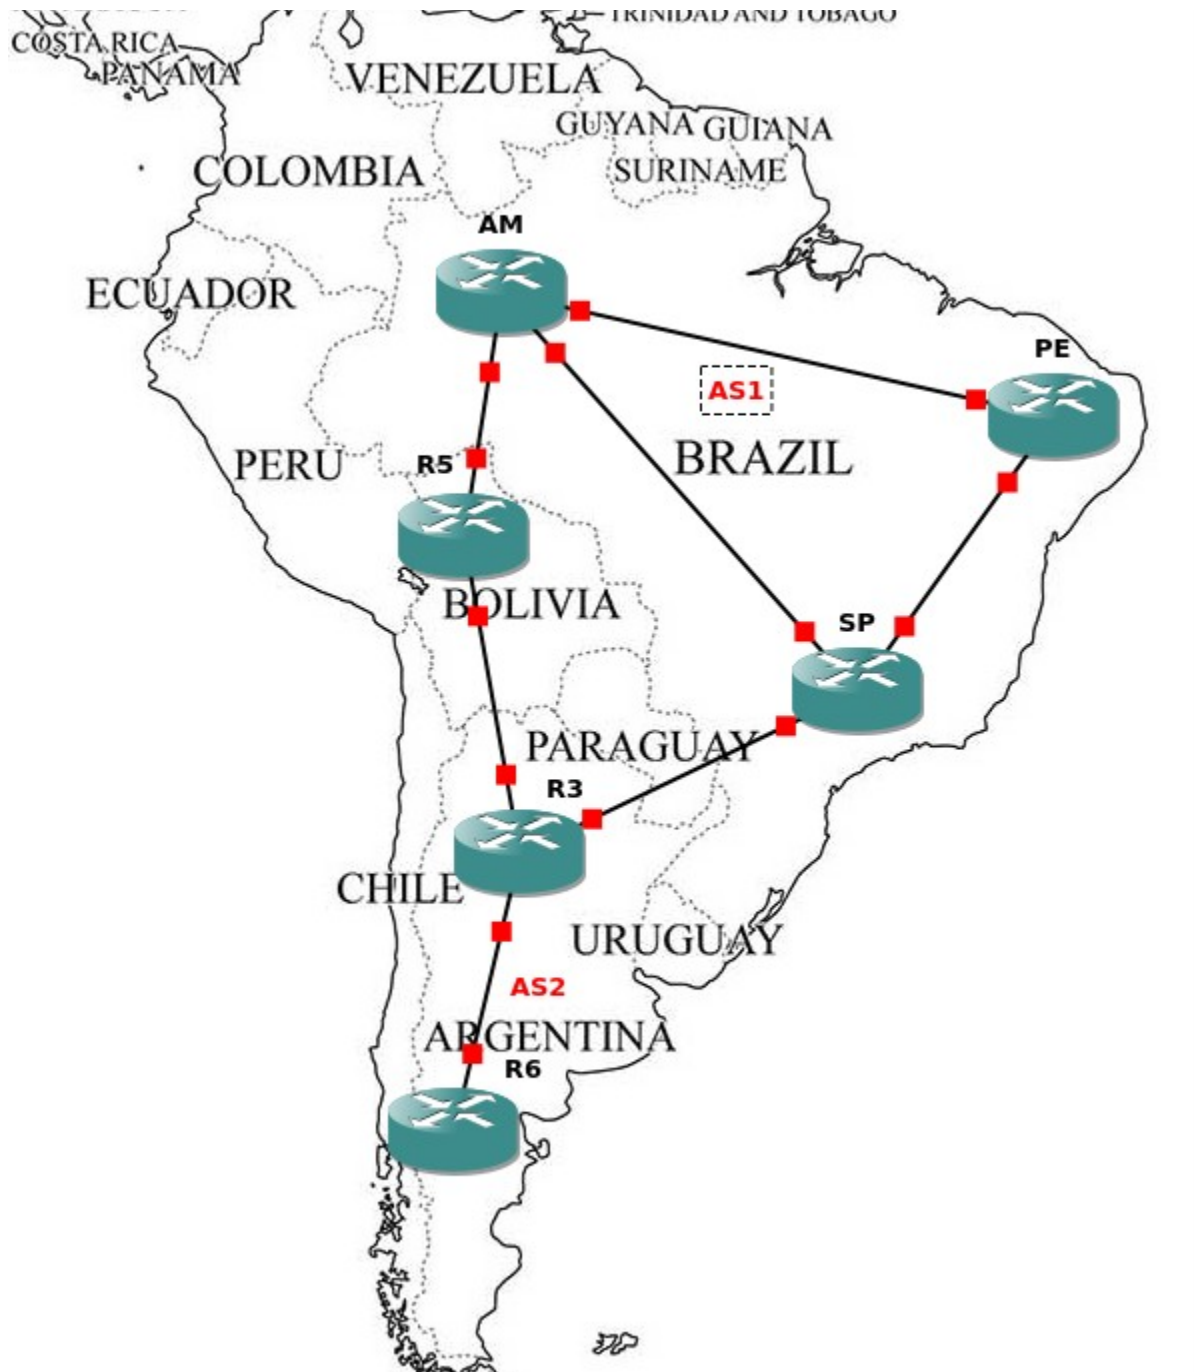 TRINIDAD AND TOBAGO
COSTA RICA
PANAMA
VENEZUELA
GUYANA GUIANA
SURINAME
COLOMBIA
AM
ECUADOR
PE
AS1
BRAZIL
PERU
R5
BOLIVIA
SP
PARAGUAY
R3
CHILE
URUGUAY
AS2
ARGENTINA
R6